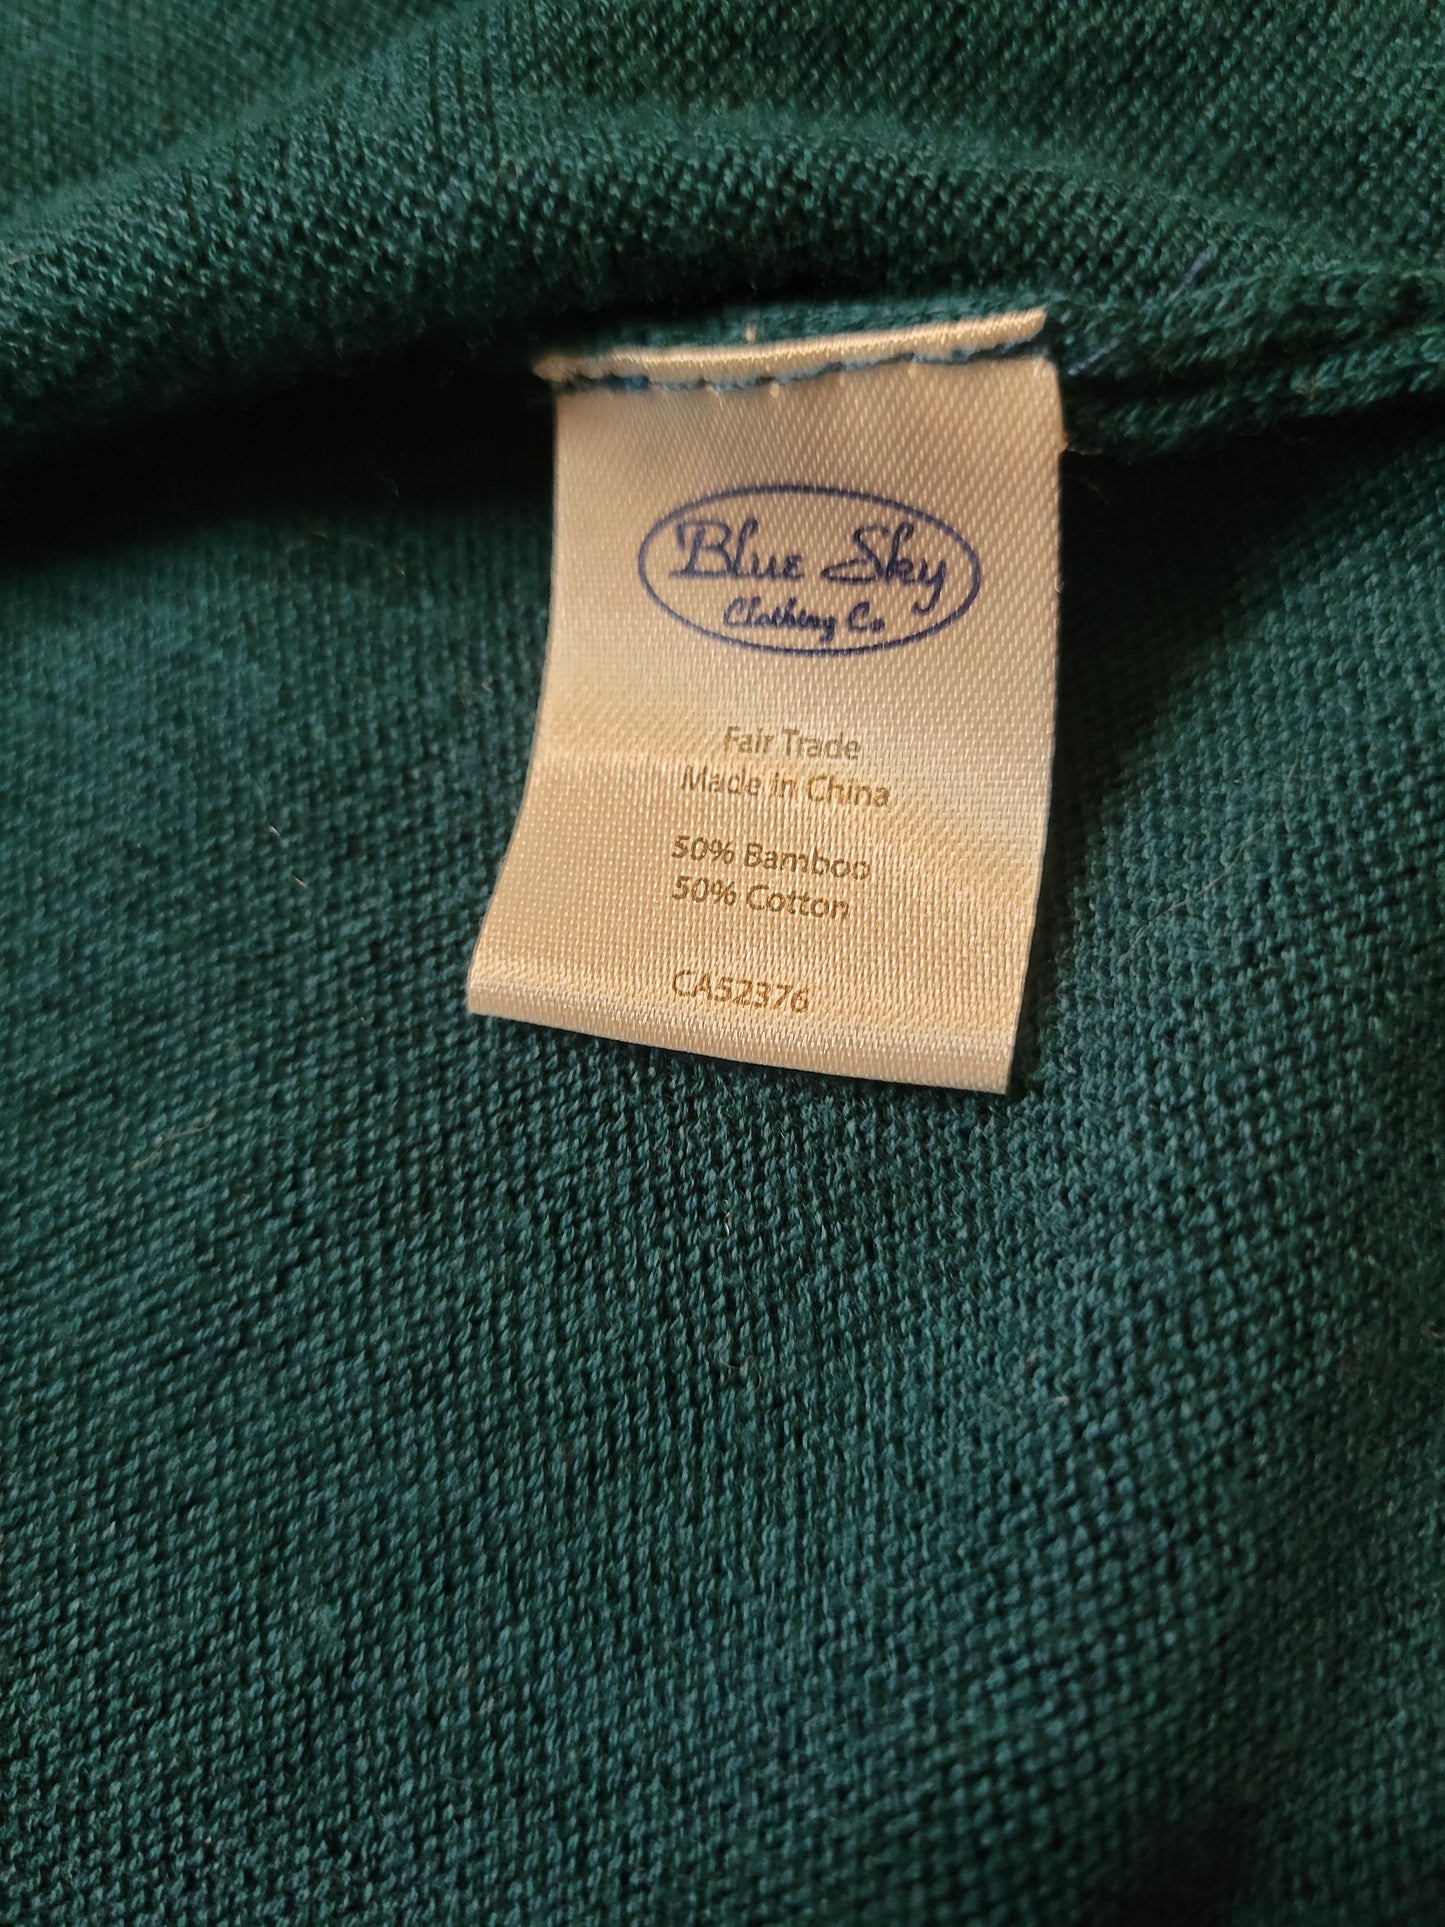 Blue Sky
Clothing Co
Fair Trade
Made in China
50% Bamboo
50% Cotton
CA52376